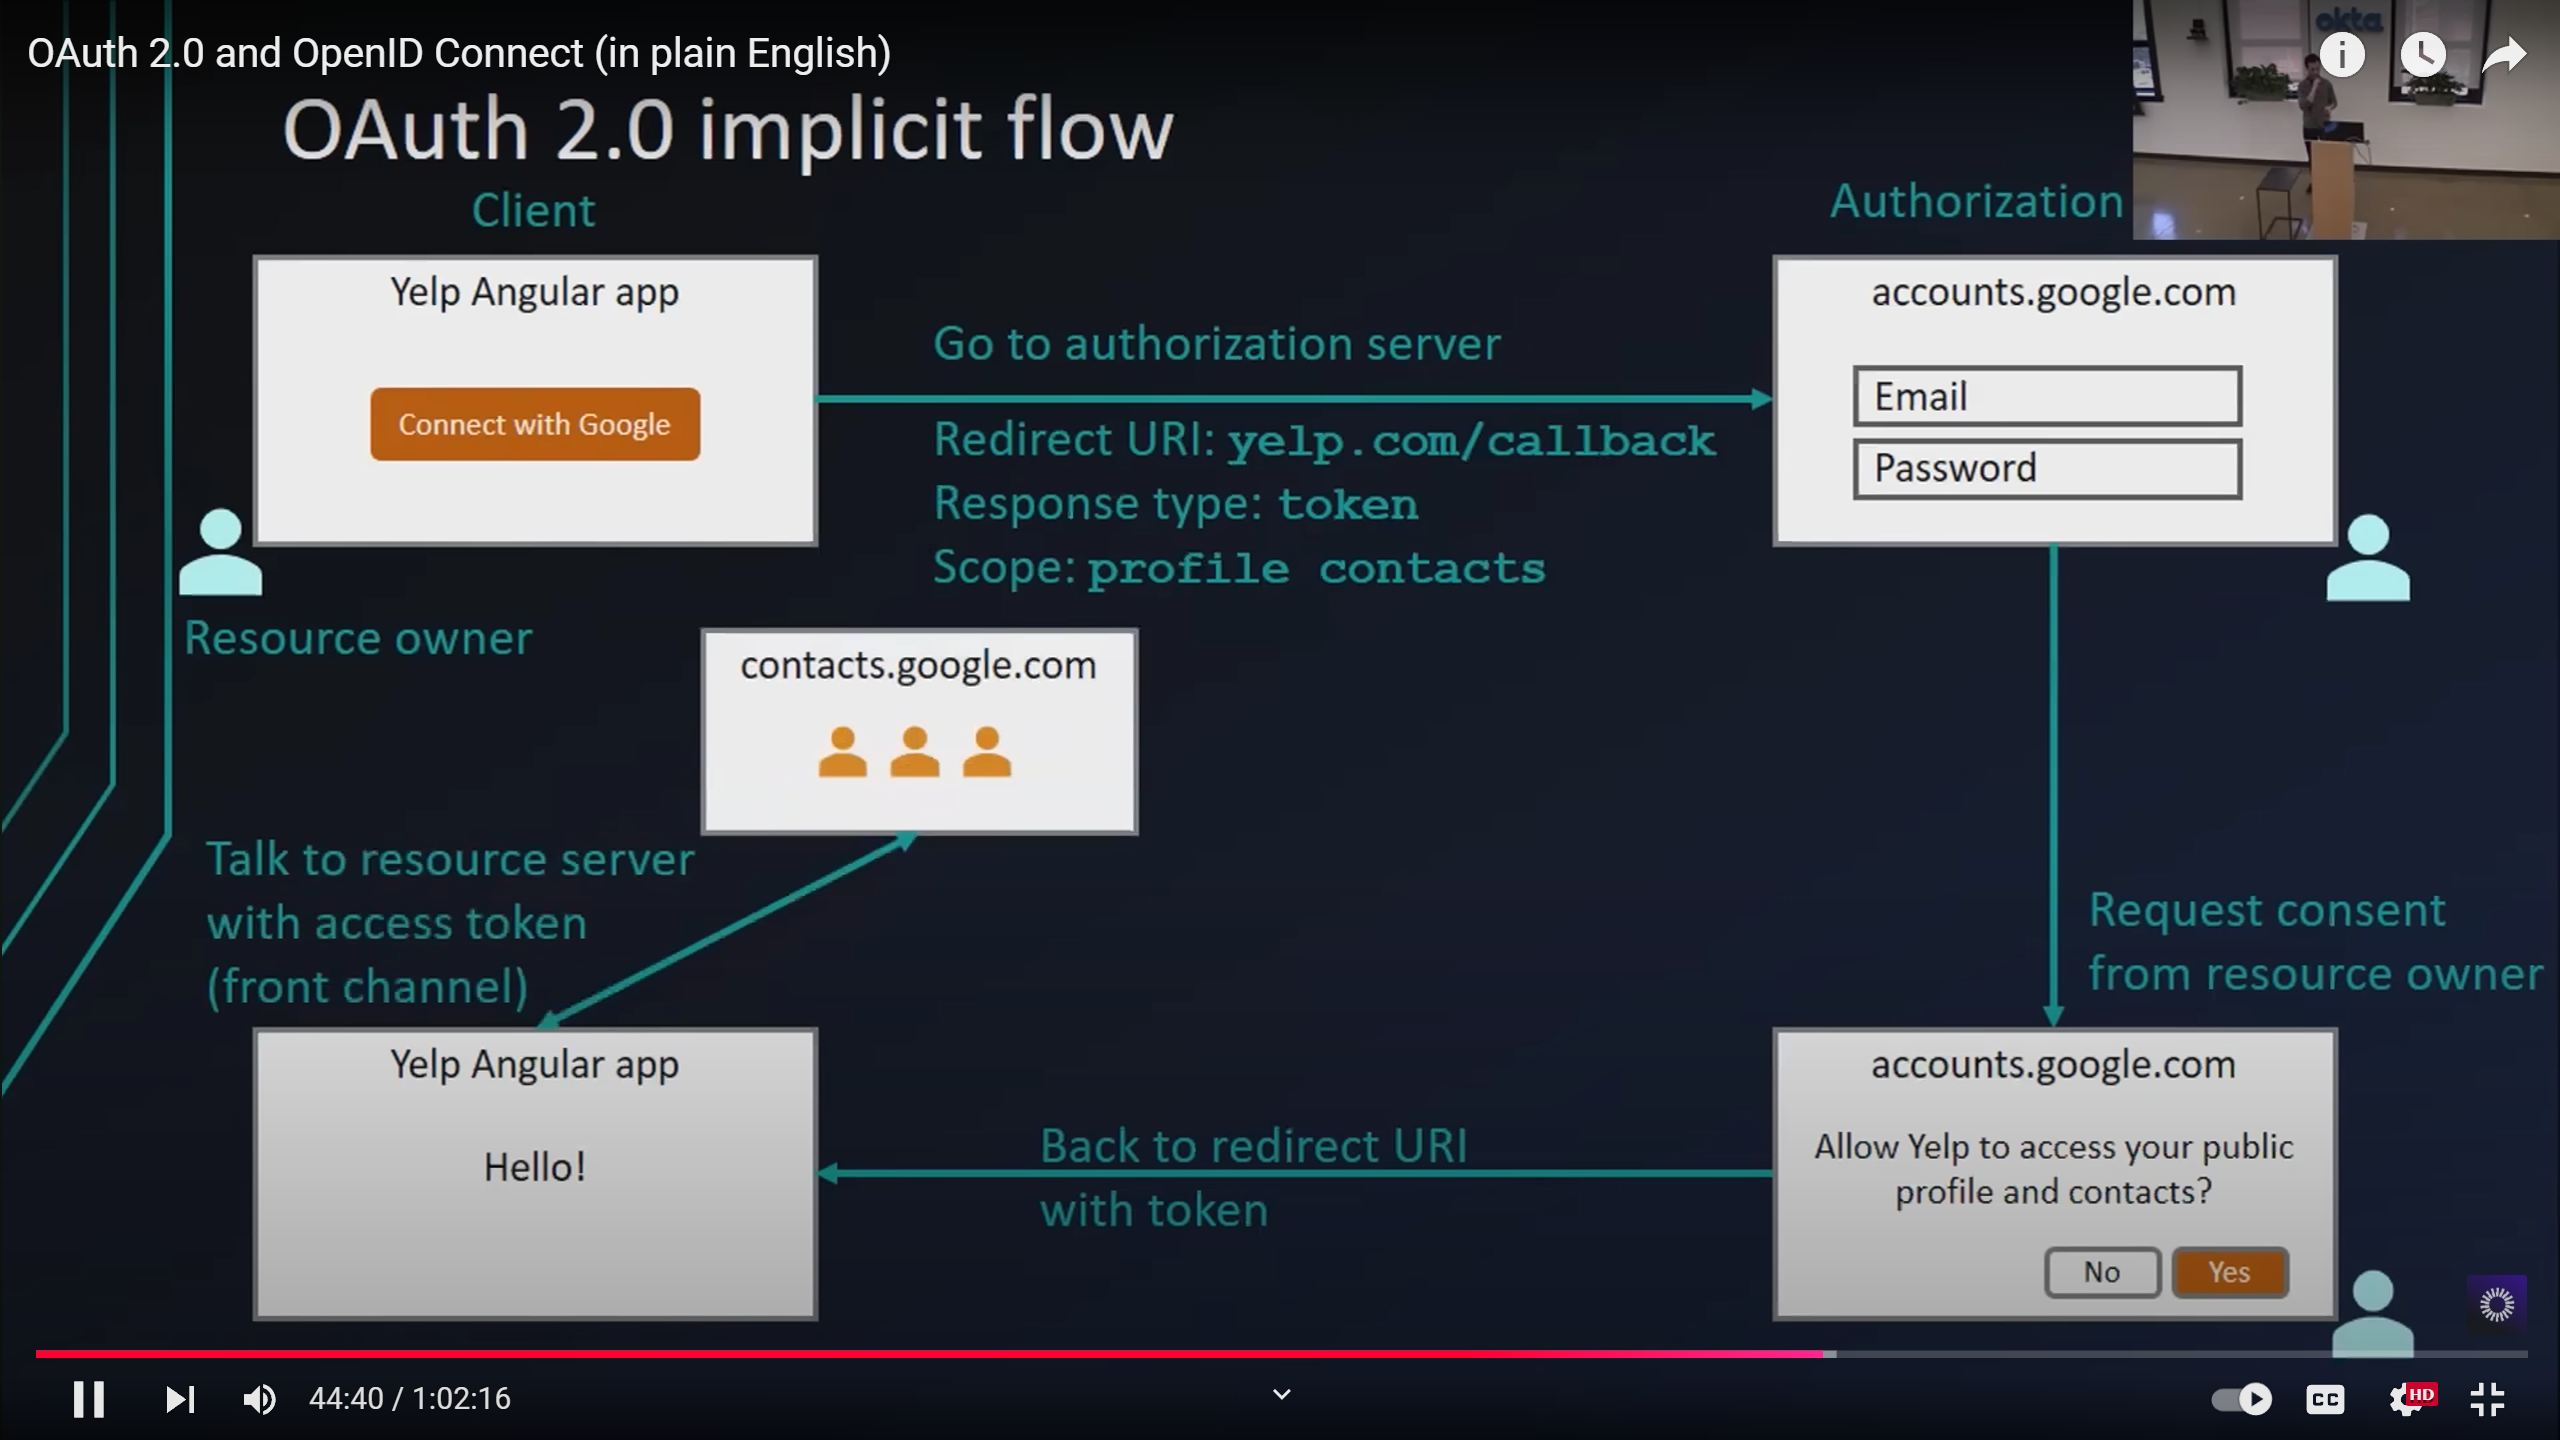 OAuth 2.0 and OpenID Connect (in plain English)
okta
OAuth 2.0 implicit flow
Client
Authorization
Yelp Angular app
Connect with Google
Go to authorization server
Redirect URI: yelp.com/callback
Response type: token
Scope: profile contacts
accounts.google.com
Email
Password
Resource owner
contacts.google.com
Talk to resource server
with access token
(front channel)
Request consent
from resource owner
Yelp Angular app
Hello!
Back to redirect URI
with token
accounts.google.com
Allow Yelp to access your public
profile and contacts?
No
Yes
44:40 / 1:02:16
CC
HD